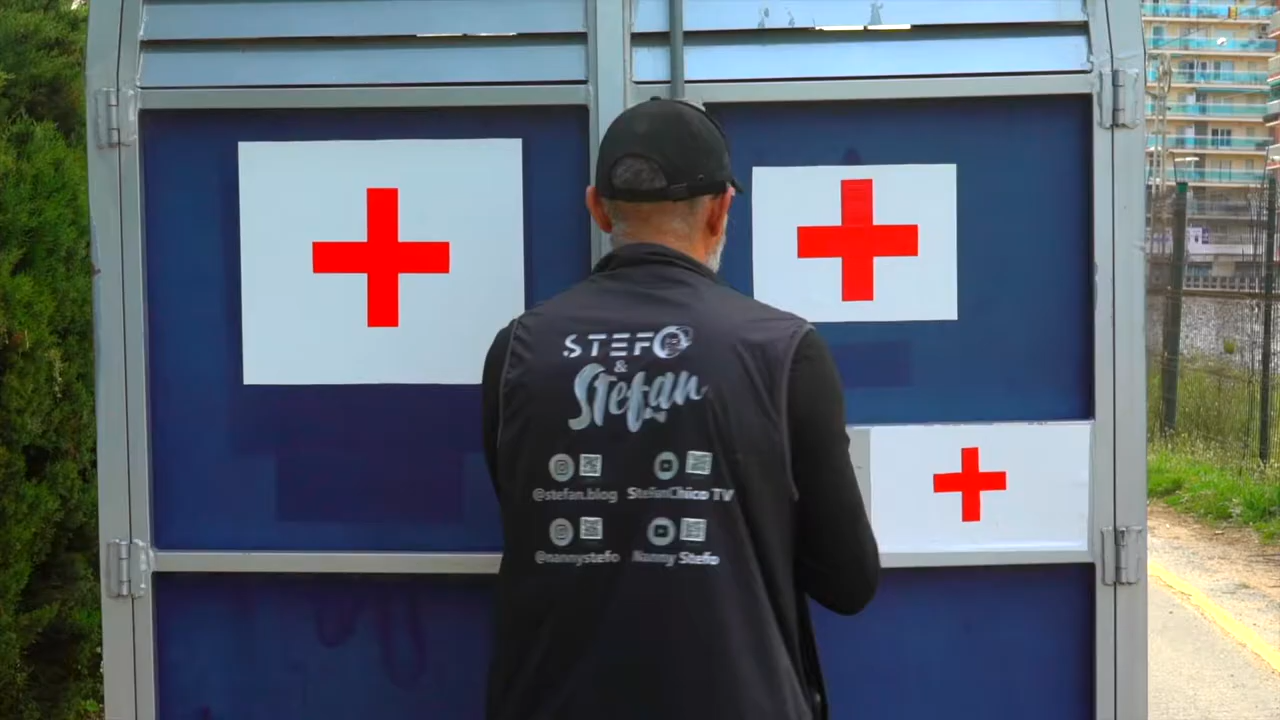 STEFO
&
Stefan
@stefan.blog StefanChico TV
@nannystefo Nanny Stefo